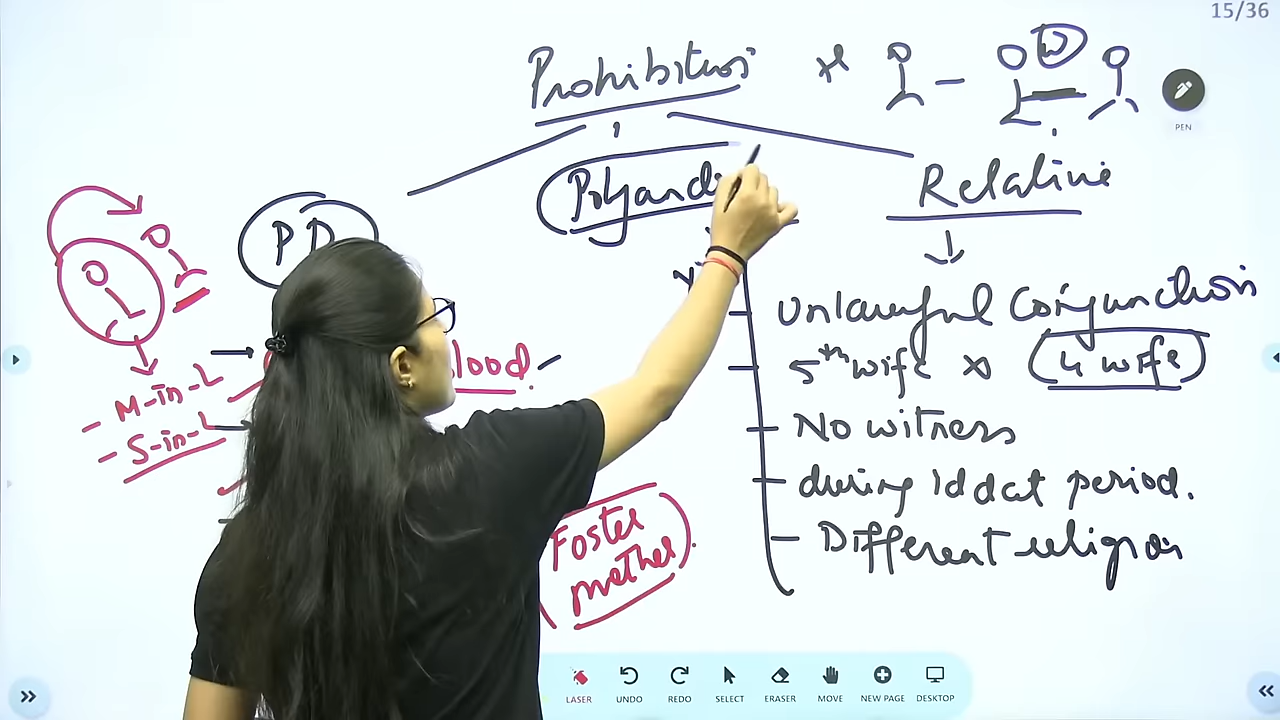 15/36
Prohibitions
W
PEN
PD
Relative
Unlawful Conjunction
5th wife x (4 wife)
No witness
during Iddat period.
Different religion
- M-in-L
- S-in-L
Foster
mother
LASER UNDO REDO SELECT ERASER MOVE NEW PAGE DESKTOP